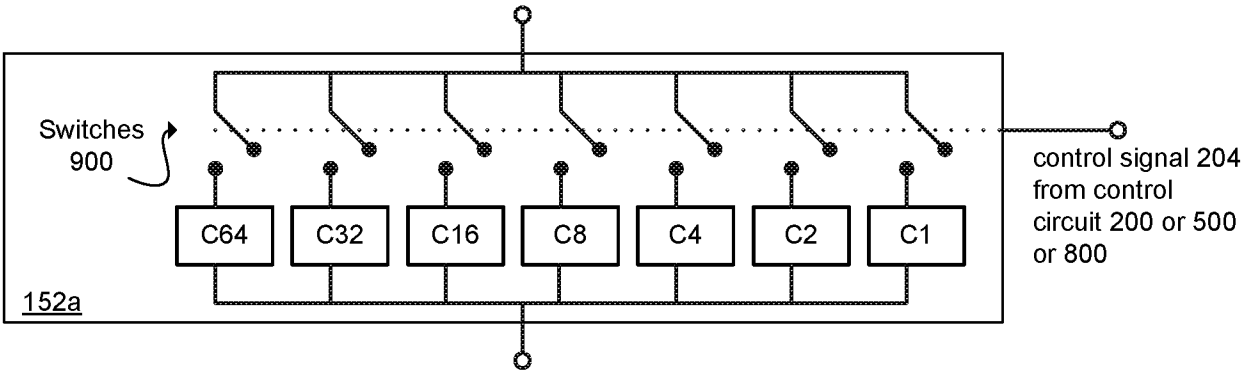 Switches
900
C64
C32
C16
C8
C4
C2
C1
control signal 204
from control
circuit 200 or 500
or 800
152a